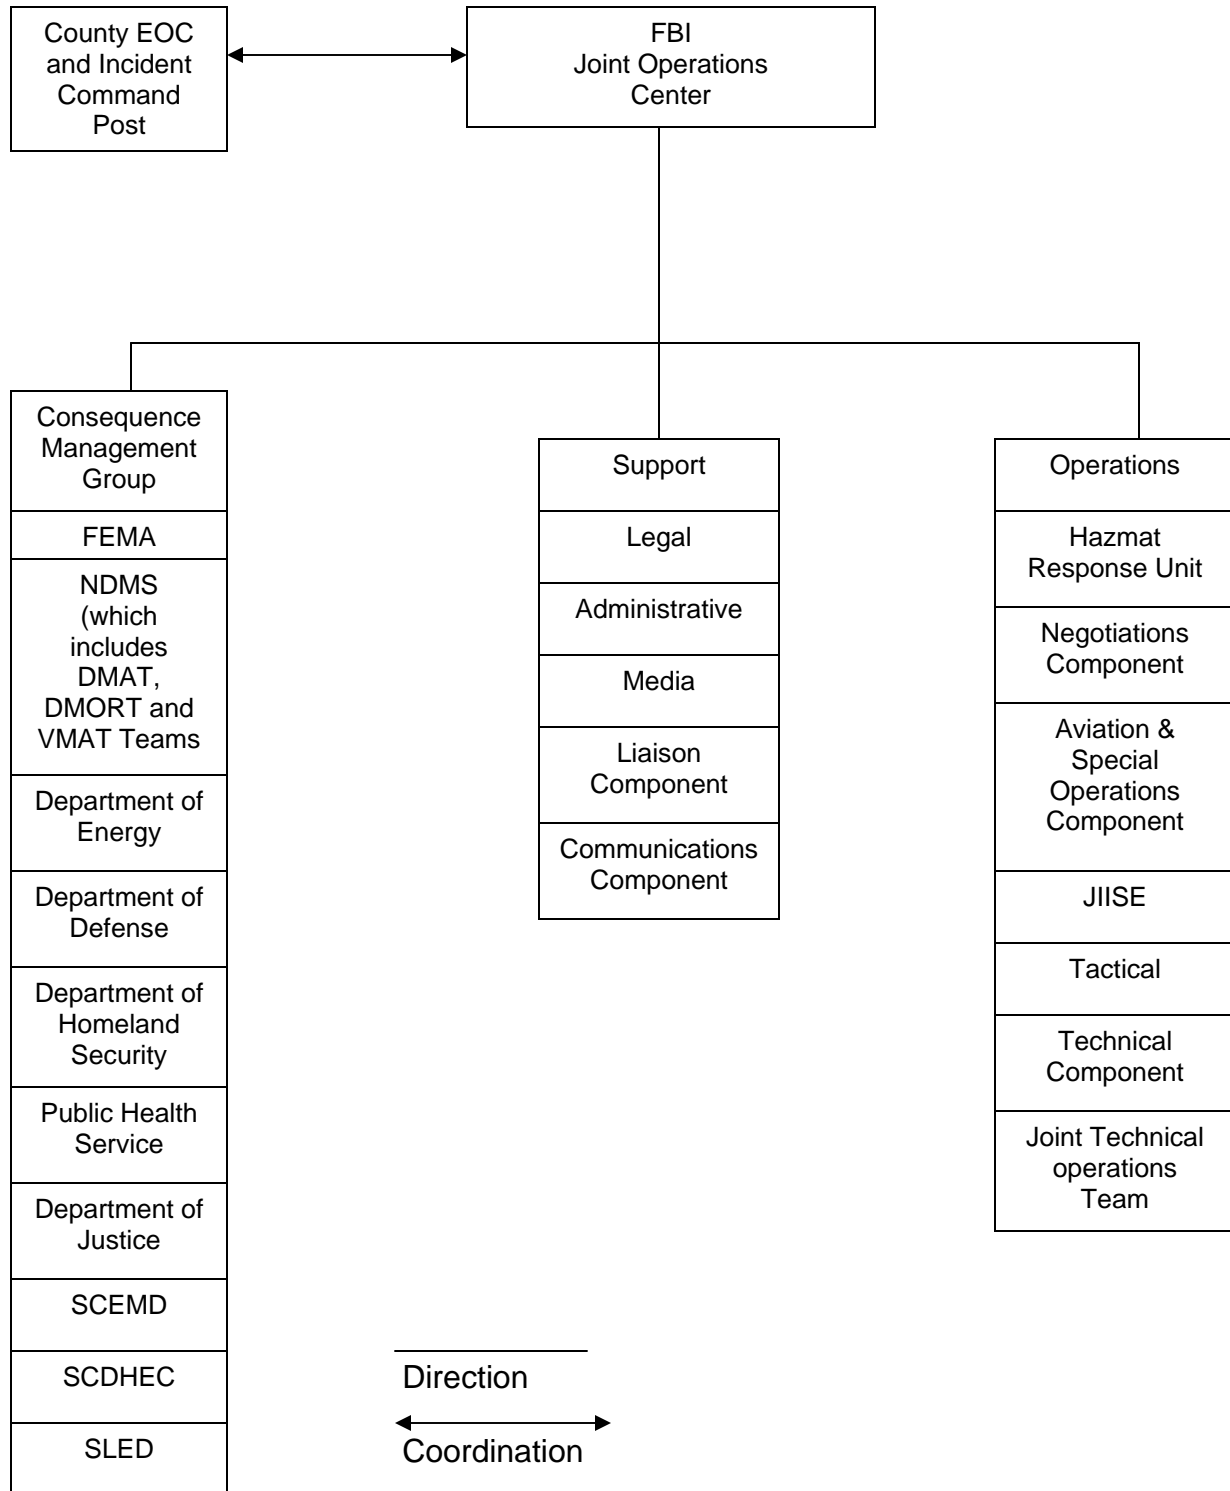 County EOC
and Incident
Command
Post
FBI
Joint Operations
Center
Consequence
Management
Group
FEMA
NDMS
(which
includes
DMAT,
DMORT and
VMAT Teams
Department of
Energy
Department of
Defense
Department of
Homeland
Security
Public Health
Service
Department of
Justice
SCEMD
SCDHEC
SLED
Support
Legal
Administrative
Media
Liaison
Component
Communications
Component
Operations
Hazmat
Response Unit
Negotiations
Component
Aviation &
Special
Operations
Component
JIISE
Tactical
Technical
Component
Joint Technical
operations
Team
Direction
Coordination